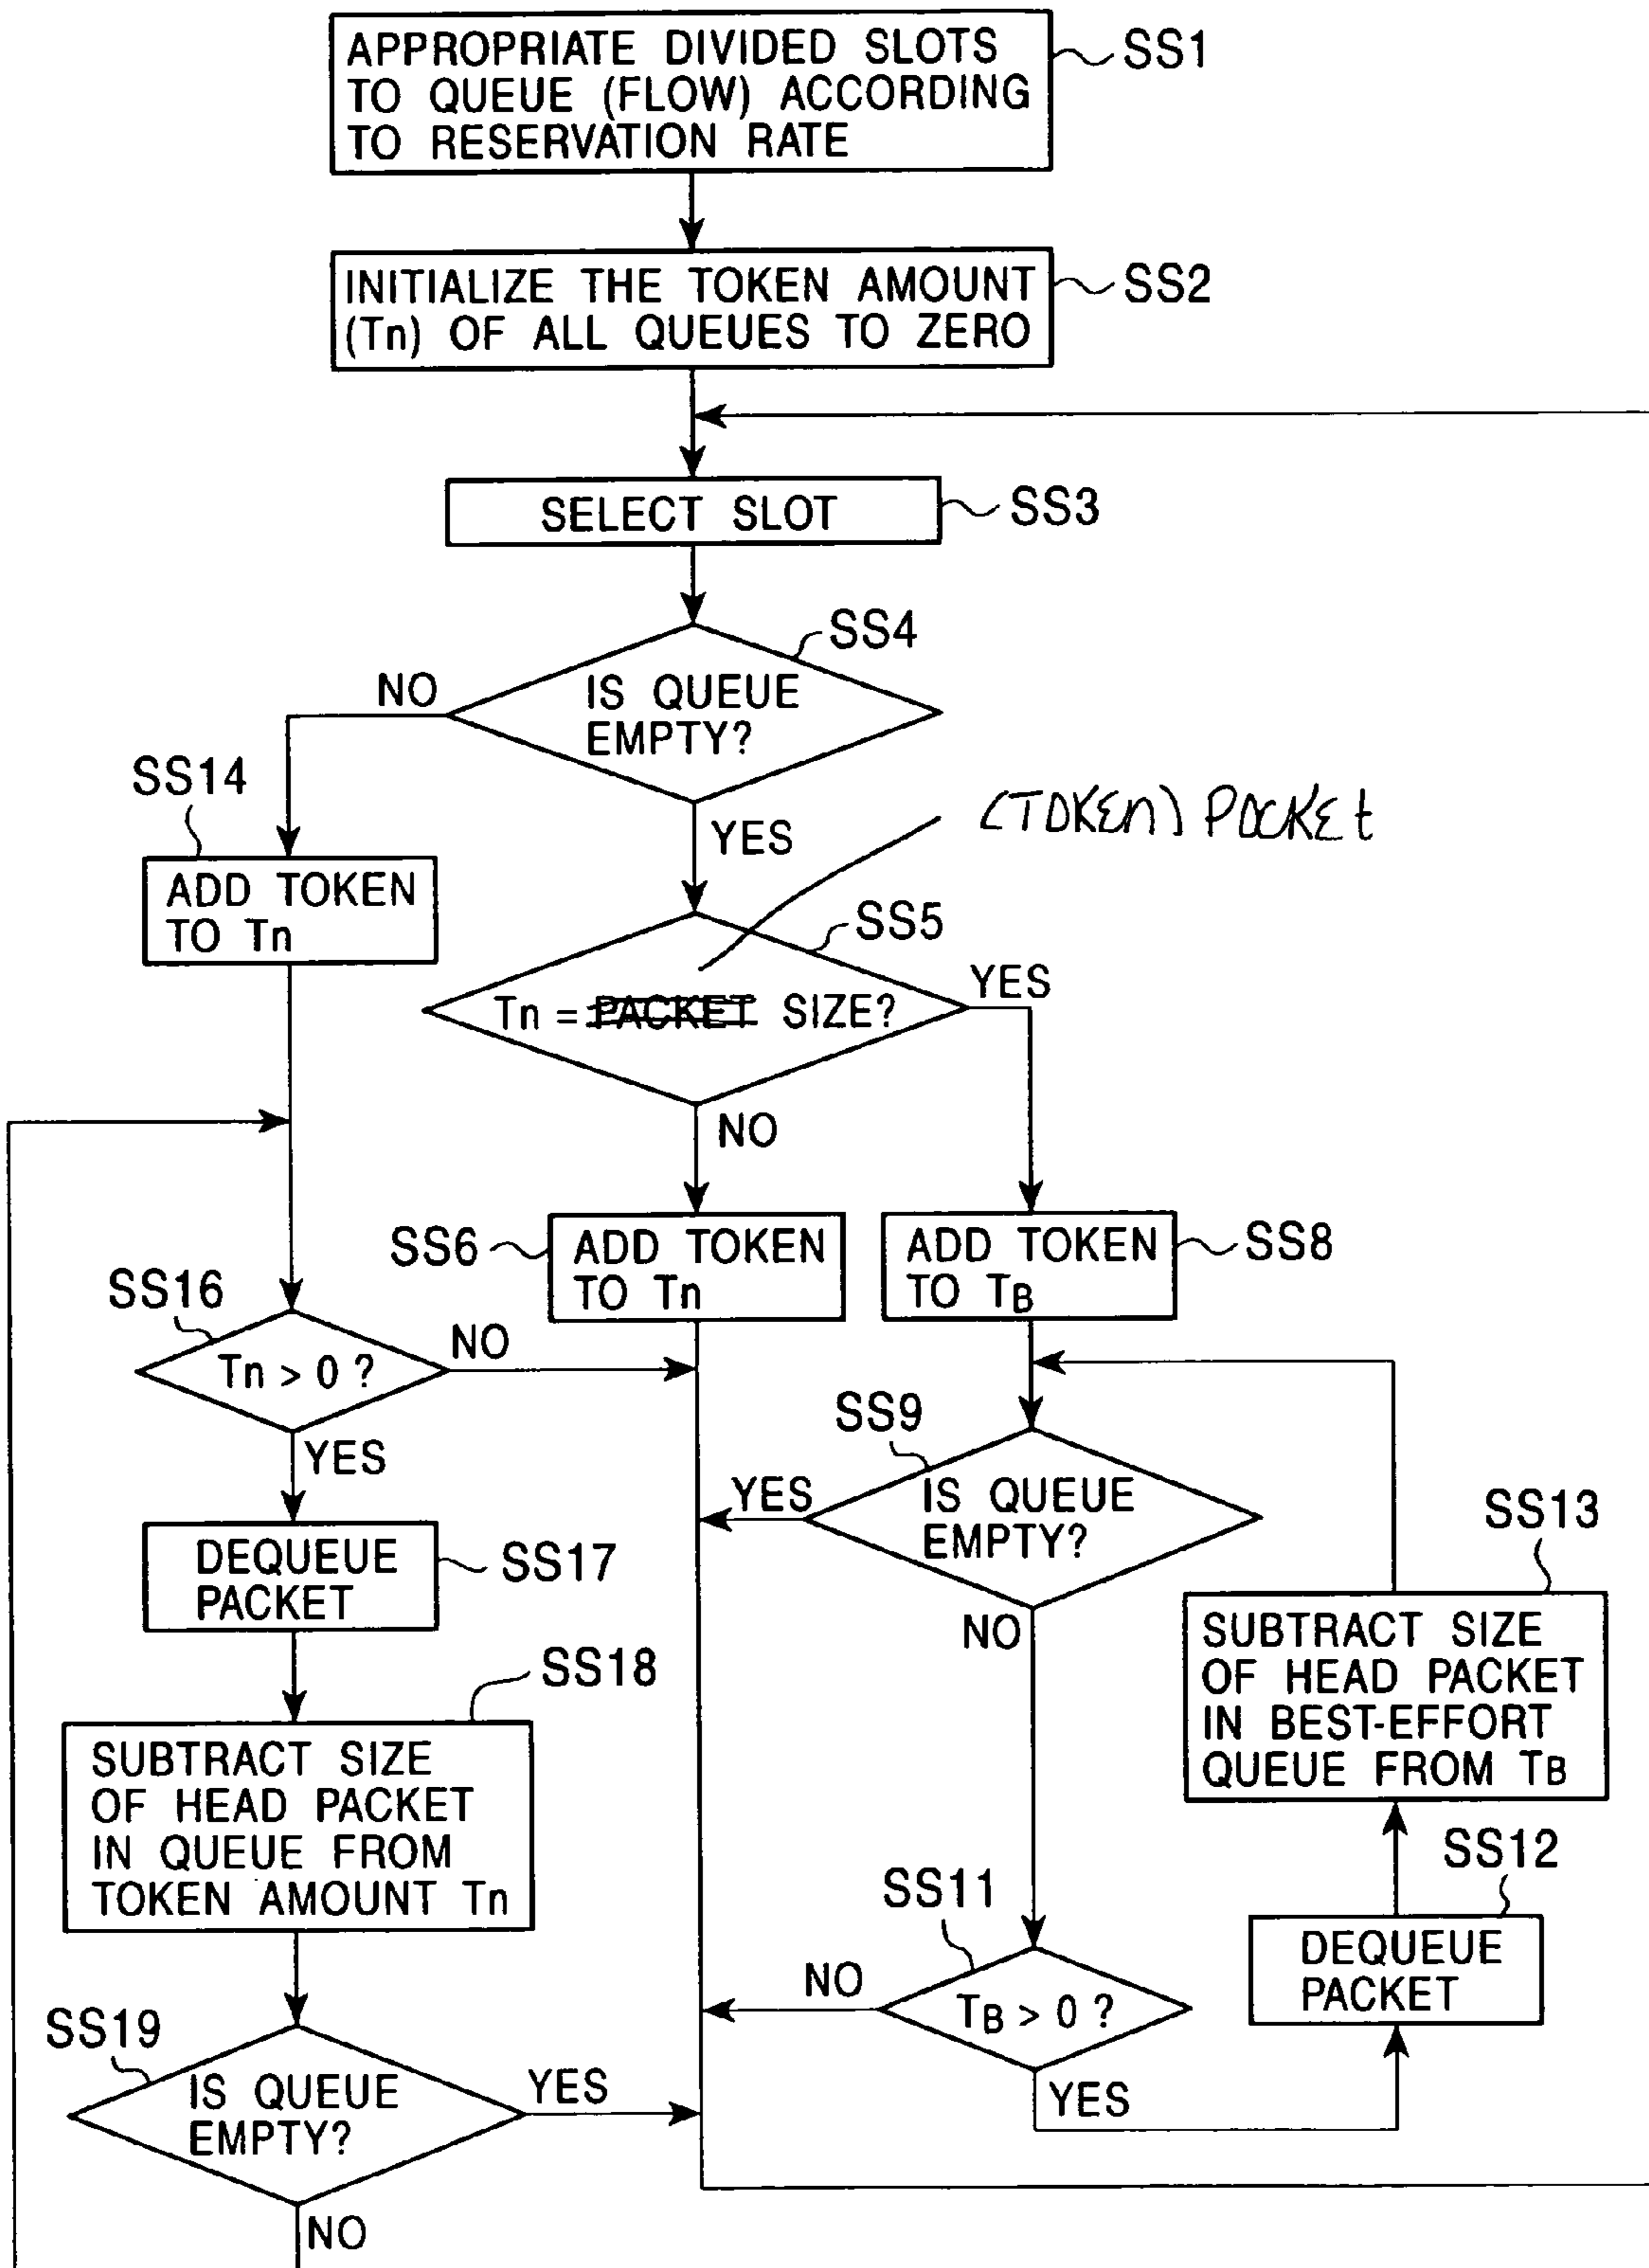 APPROPRIATE DIVIDED SLOTS
TO QUEUE (FLOW) ACCORDING
TO RESERVATION RATE
SS1
INITIALIZE THE TOKEN AMOUNT
(Tn) OF ALL QUEUES TO ZERO
SS2
SELECT SLOT
SS3
SS4
IS QUEUE
EMPTY?
NO
YES
SS14
ADD TOKEN
TO Tn
(TOKEn) POCKEt
SS5
Tn = PACKET SIZE?
YES
NO
SS6
ADD TOKEN
TO Tn
ADD TOKEN
TO TB
SS8
SS16
Tn > 0 ?
NO
YES
SS9
IS QUEUE
EMPTY?
YES
NO
DEQUEUE
PACKET
SS17
SS13
SUBTRACT SIZE
OF HEAD PACKET
IN BEST-EFFORT
QUEUE FROM TB
SS18
SUBTRACT SIZE
OF HEAD PACKET
IN QUEUE FROM
TOKEN AMOUNT Tn
SS12
DEQUEUE
PACKET
SS11
TB > 0 ?
NO
YES
SS19
IS QUEUE
EMPTY?
YES
NO